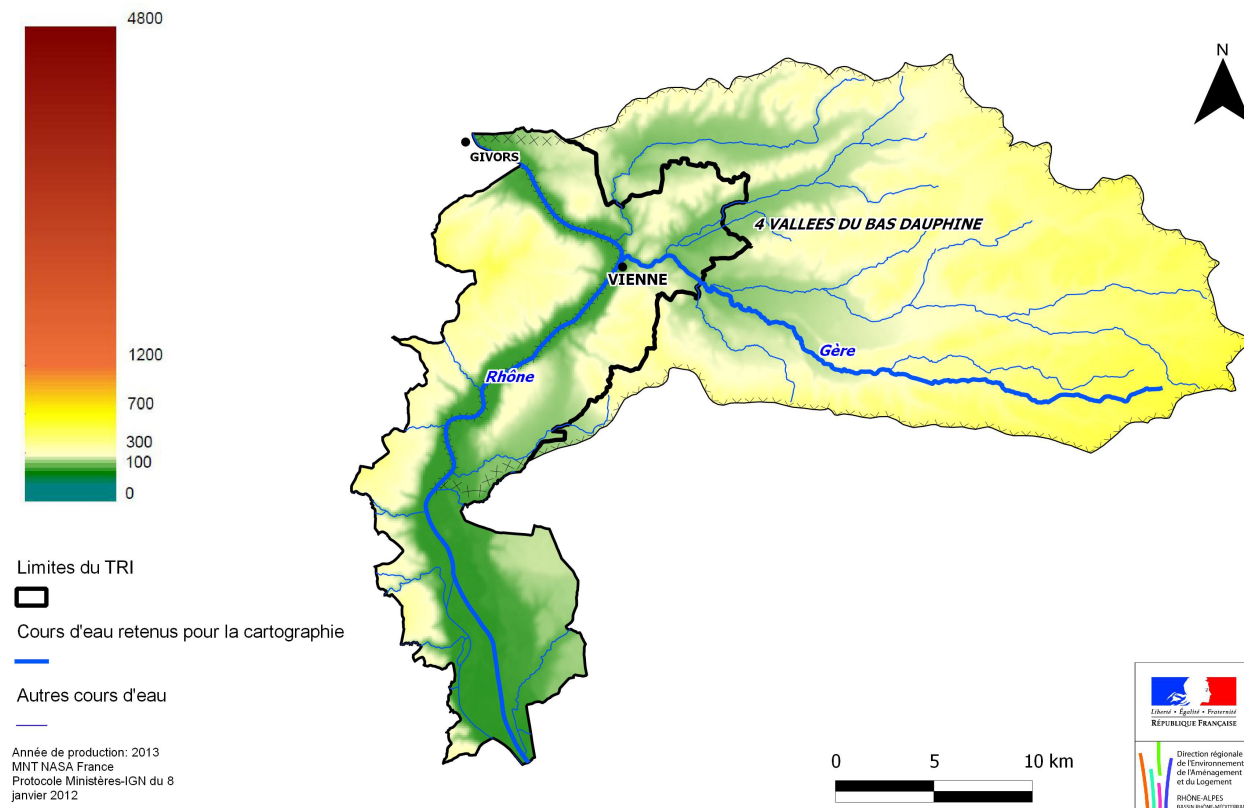 4800
1200
700
300
100
0
Limites du TRI
Cours d'eau retenus pour la cartographie
Autres cours d'eau
Année de production: 2013
MNT NASA France
Protocole Ministères-IGN du 8
janvier 2012
GIVORS
4 VALLEES DU BAS DAUPHINE
VIENNE
Gère
Rhône
N
0 5 10 km
Liberté • Égalité • Fraternité
RÉPUBLIQUE FRANÇAISE
Direction régionale
de l'Environnement
de l'Aménagement
et du Logement
RHÔNE-ALPES
BASSIN RHÔNE-MÉDITERRAN